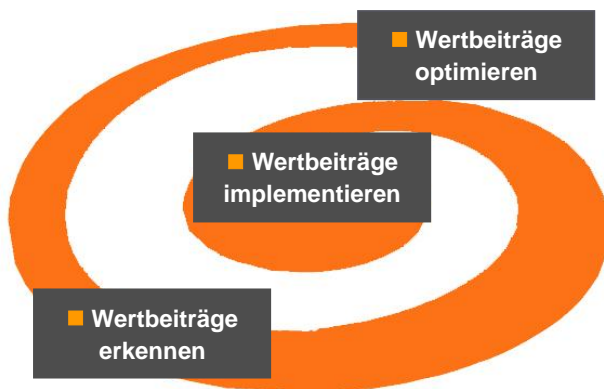 Wertbeiträge
optimieren
Wertbeiträge
implementieren
Wertbeiträge
erkennen